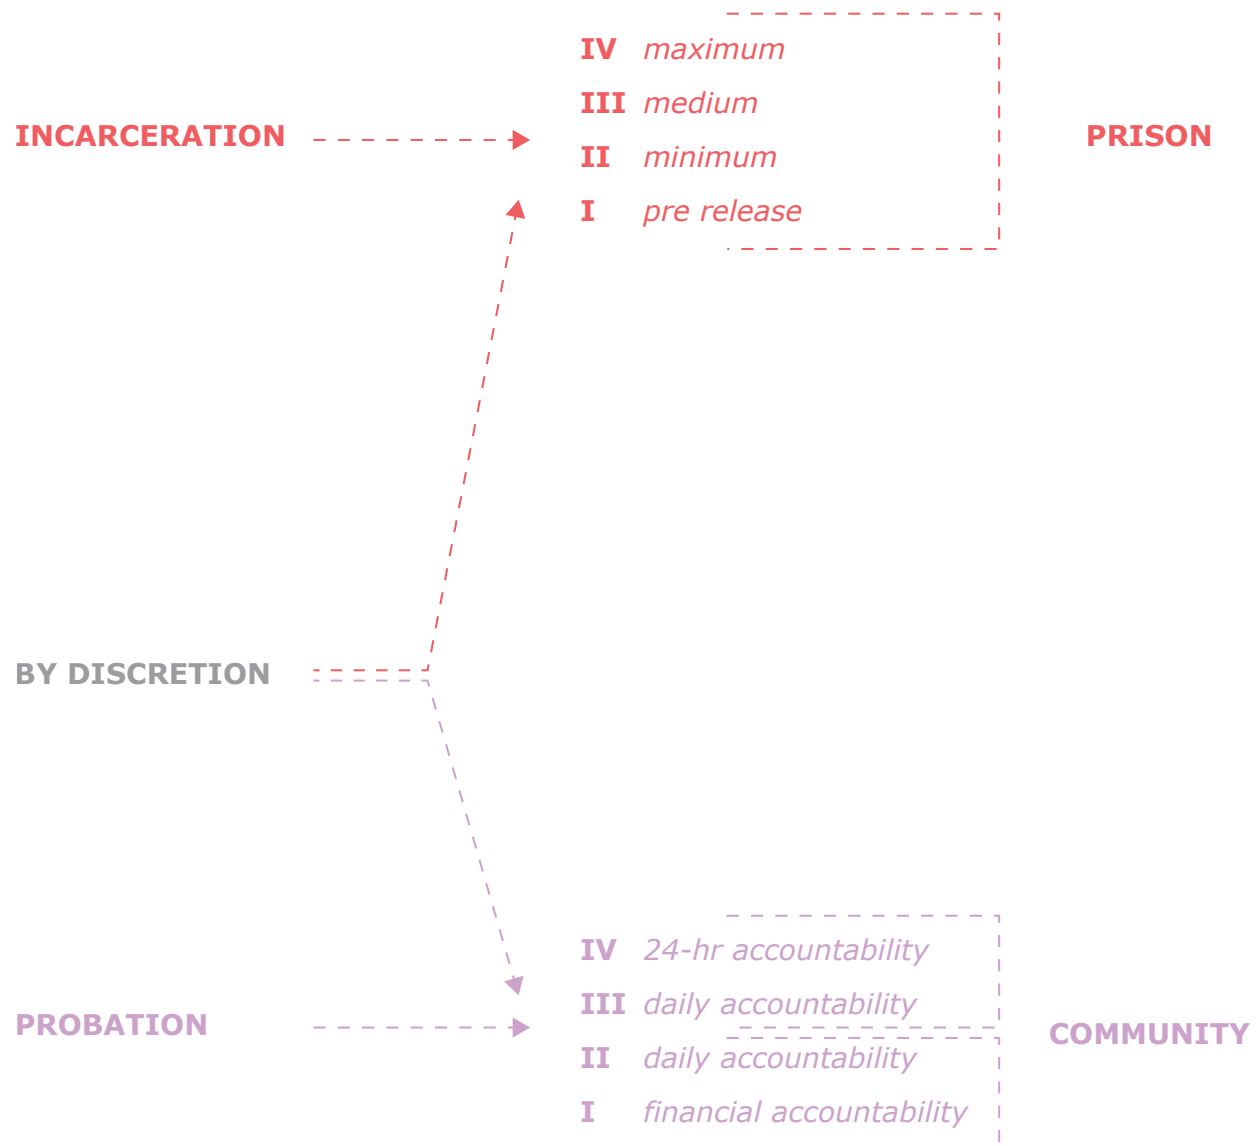 IV maximum
III medium
INCARCERATION
PRISON
II minimum
I pre release
BY DISCRETION
IV 24-hr accountability
III daily accountability
PROBATION
COMMUNITY
II daily accountability
I financial accountability